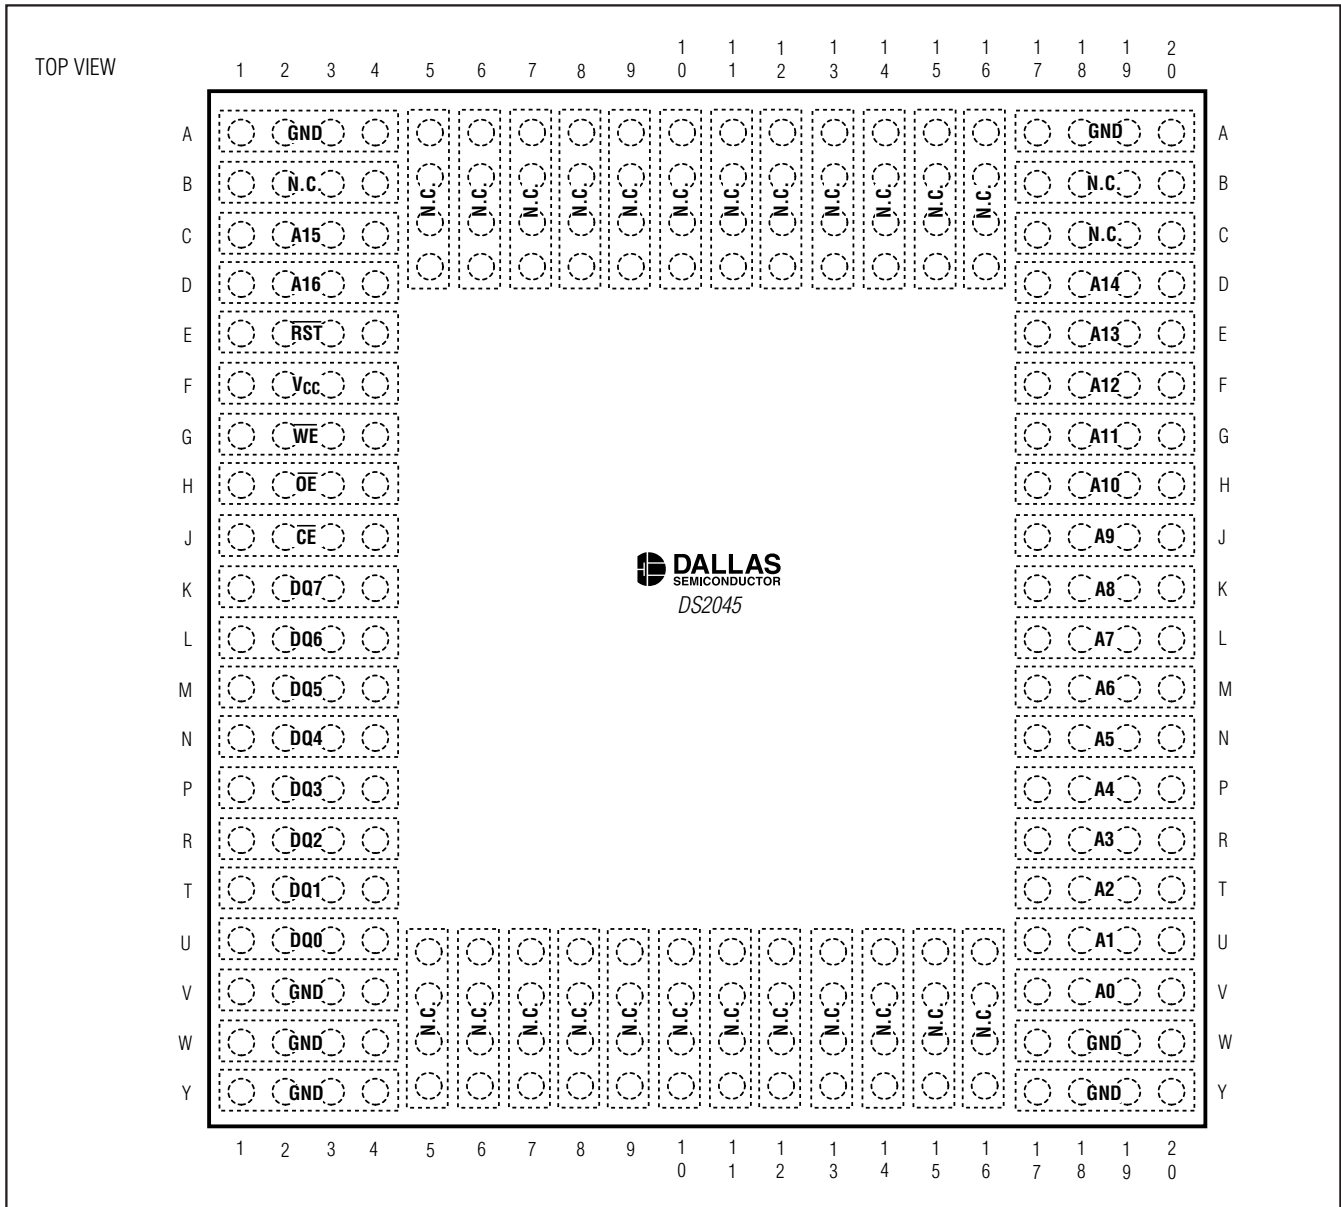 TOP VIEW
1 2 3 4 5 6 7 8 9 10 11 12 13 14 15 16 17 18 19 20
A GND GND A
B N.C. N.C. N.C. N.C. N.C. N.C. N.C. N.C. N.C. N.C. N.C. N.C. N.C. N.C. B
C A15 N.C. C
D A16 A14 D
E R̅S̅T̅ A13 E
F VCC A12 F
G W̅E̅ A11 G
H O̅E̅ A10 H
J C̅E̅ A9 J
DALLAS
SEMICONDUCTOR
DS2045
K DQ7 A8 K
L DQ6 A7 L
M DQ5 A6 M
N DQ4 A5 N
P DQ3 A4 P
R DQ2 A3 R
T DQ1 A2 T
U DQ0 A1 U
V GND A0 V
N.C. N.C. N.C. N.C. N.C. N.C. N.C. N.C. N.C. N.C. N.C. N.C.
W GND GND W
Y GND GND Y
1 2 3 4 5 6 7 8 9 10 11 12 13 14 15 16 17 18 19 20